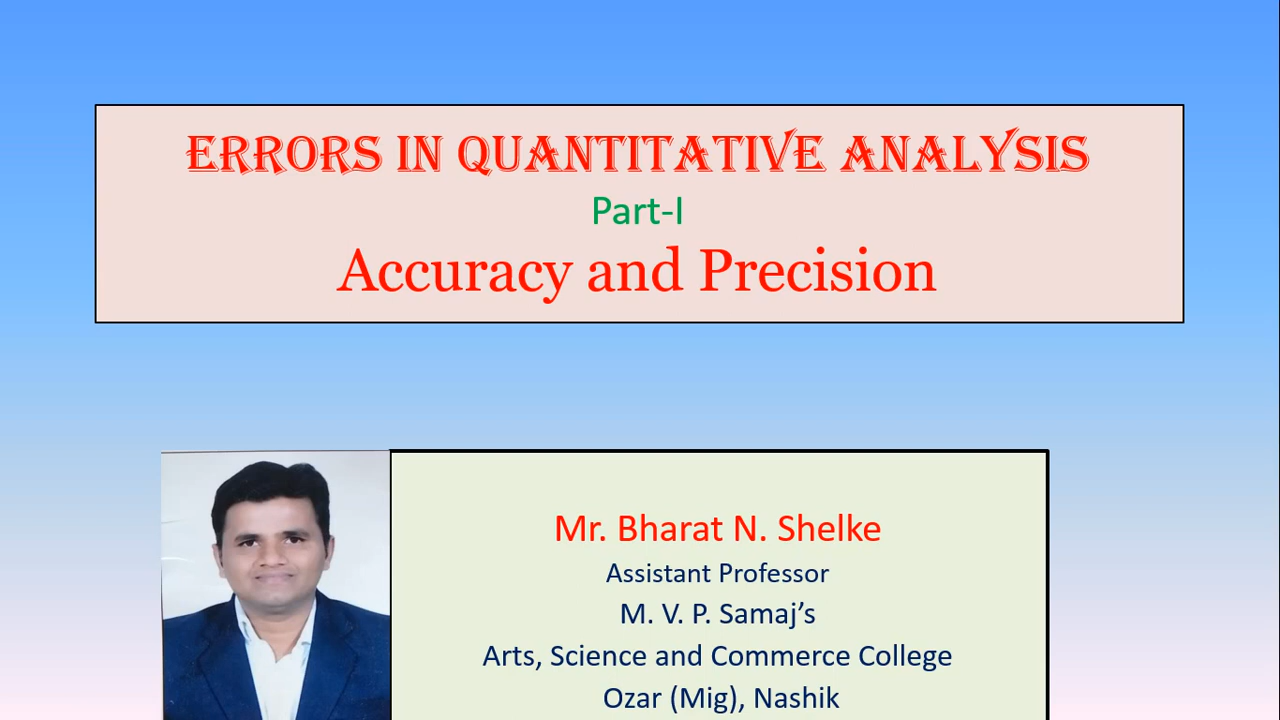 ERRORS IN QUANTITATIVE ANALYSIS
Part-I
Accuracy and Precision
Mr. Bharat N. Shelke
Assistant Professor
M. V. P. Samaj’s
Arts, Science and Commerce College
Ozar (Mig), Nashik